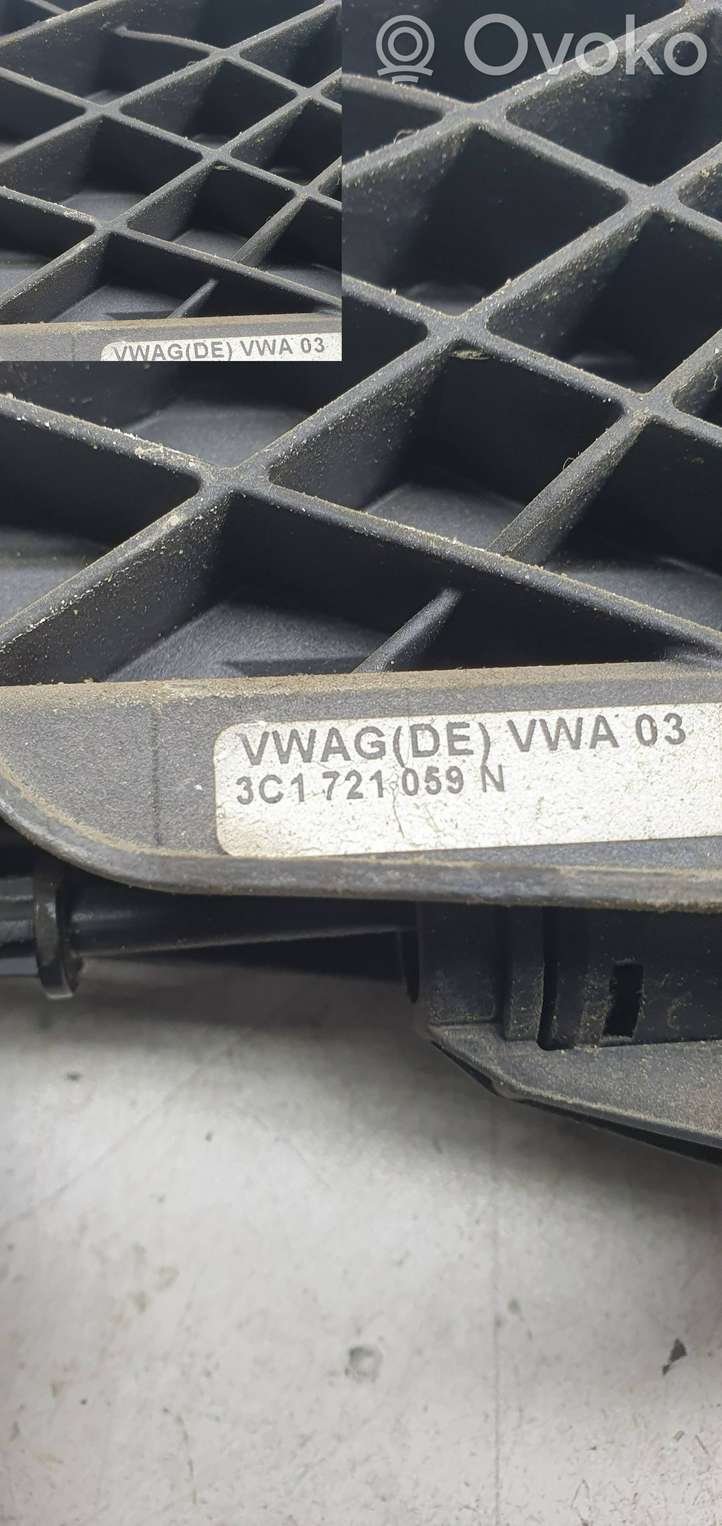 Ovoko
VWAG(DE) VWA 03
VWAG(DE) VWA 03
3C1 721 059 N